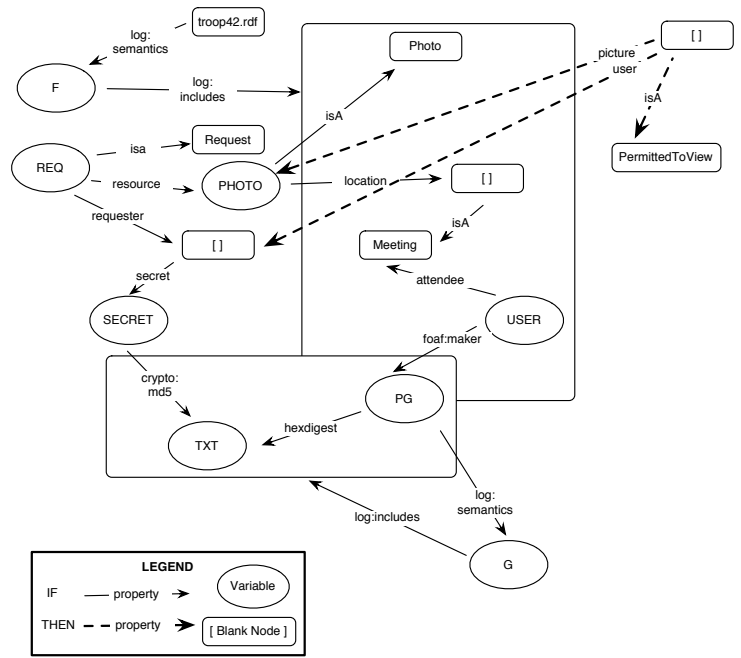 troop42.rdf
log:
semantics
Photo
[ ]
picture
user
F
log:
includes
isA
isA
Request
isa
PermittedToView
REQ
resource
PHOTO
location
[ ]
requester
[ ]
isA
Meeting
secret
attendee
SECRET
USER
foaf:maker
crypto:
md5
PG
hexdigest
TXT
log:
semantics
log:includes
G
LEGEND
IF property Variable
THEN property [ Blank Node ]